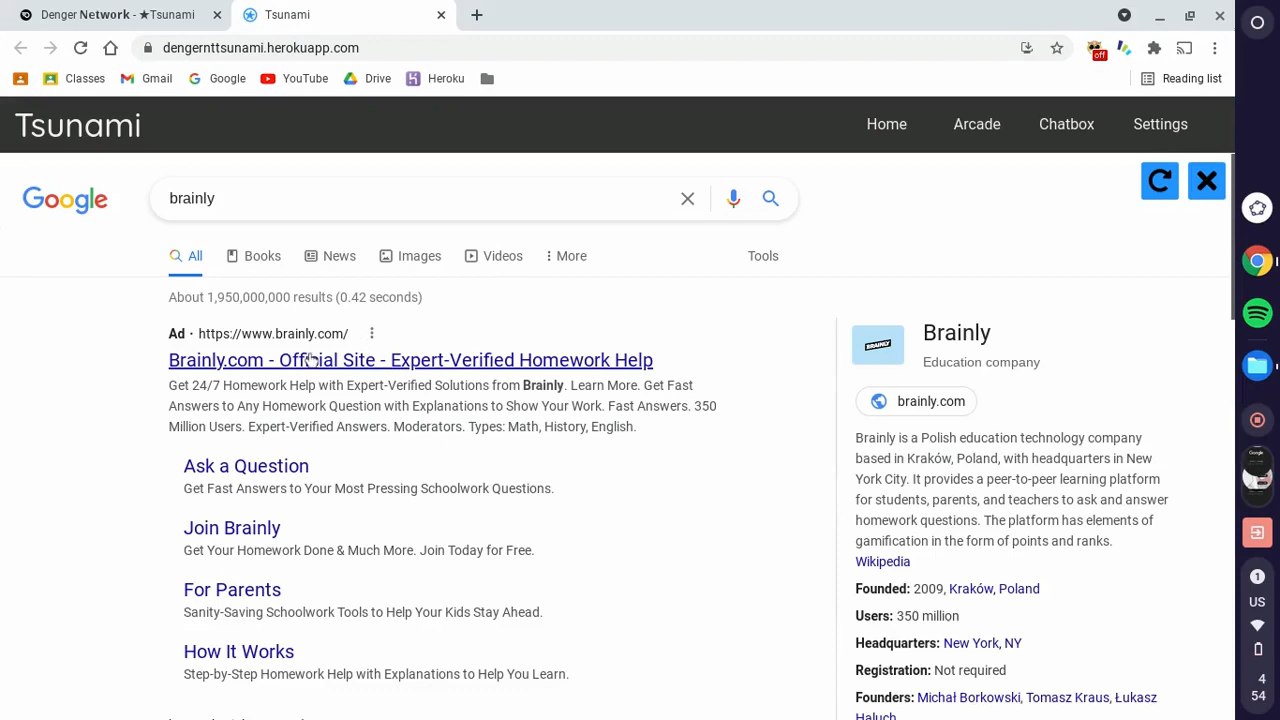 Denger Network - ★Tsunami
Tsunami
dengernttsunami.herokuapp.com
off
Classes
Gmail
Google
YouTube
Drive
Heroku
Reading list
Tsunami
Home
Arcade
Chatbox
Settings
Google
brainly
All
Books
News
Images
Videos
More
Tools
About 1,950,000,000 results (0.42 seconds)
Ad · https://www.brainly.com/
Brainly.com - Official Site - Expert-Verified Homework Help
Get 24/7 Homework Help with Expert-Verified Solutions from Brainly. Learn More. Get Fast
Answers to Any Homework Question with Explanations to Show Your Work. Fast Answers. 350
Million Users. Expert-Verified Answers. Moderators. Types: Math, History, English.
Ask a Question
Get Fast Answers to Your Most Pressing Schoolwork Questions.
Join Brainly
Get Your Homework Done & Much More. Join Today for Free.
For Parents
Sanity-Saving Schoolwork Tools to Help Your Kids Stay Ahead.
How It Works
Step-by-Step Homework Help with Explanations to Help You Learn.
BRAINLY
Brainly
Education company
brainly.com
Brainly is a Polish education technology company
based in Kraków, Poland, with headquarters in New
York City. It provides a peer-to-peer learning platform
for students, parents, and teachers to ask and answer
homework questions. The platform has elements of
gamification in the form of points and ranks.
Wikipedia
Founded: 2009, Kraków, Poland
Users: 350 million
Headquarters: New York, NY
Registration: Not required
Founders: Michał Borkowski, Tomasz Kraus, Łukasz
Haluch
1
US
4
54